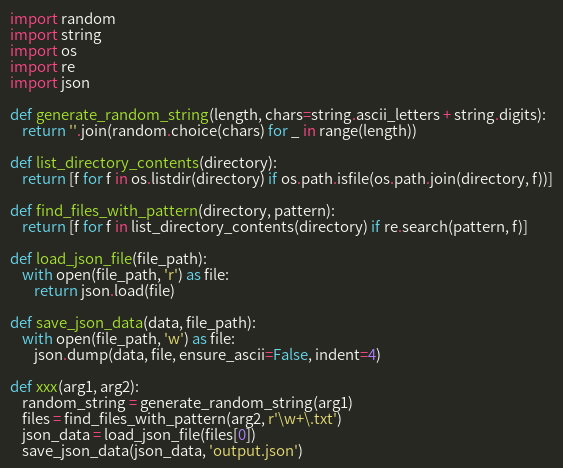 import random
import string
import os
import re
import json

def generate_random_string(length, chars=string.ascii_letters + string.digits):
    return ''.join(random.choice(chars) for _ in range(length))

def list_directory_contents(directory):
    return [f for f in os.listdir(directory) if os.path.isfile(os.path.join(directory, f))]

def find_files_with_pattern(directory, pattern):
    return [f for f in list_directory_contents(directory) if re.search(pattern, f)]

def load_json_file(file_path):
    with open(file_path, 'r') as file:
        return json.load(file)

def save_json_data(data, file_path):
    with open(file_path, 'w') as file:
        json.dump(data, file, ensure_ascii=False, indent=4)

def xxx(arg1, arg2):
    random_string = generate_random_string(arg1)
    files = find_files_with_pattern(arg2, r'\w+\.txt')
    json_data = load_json_file(files[0])
    save_json_data(json_data, 'output.json')